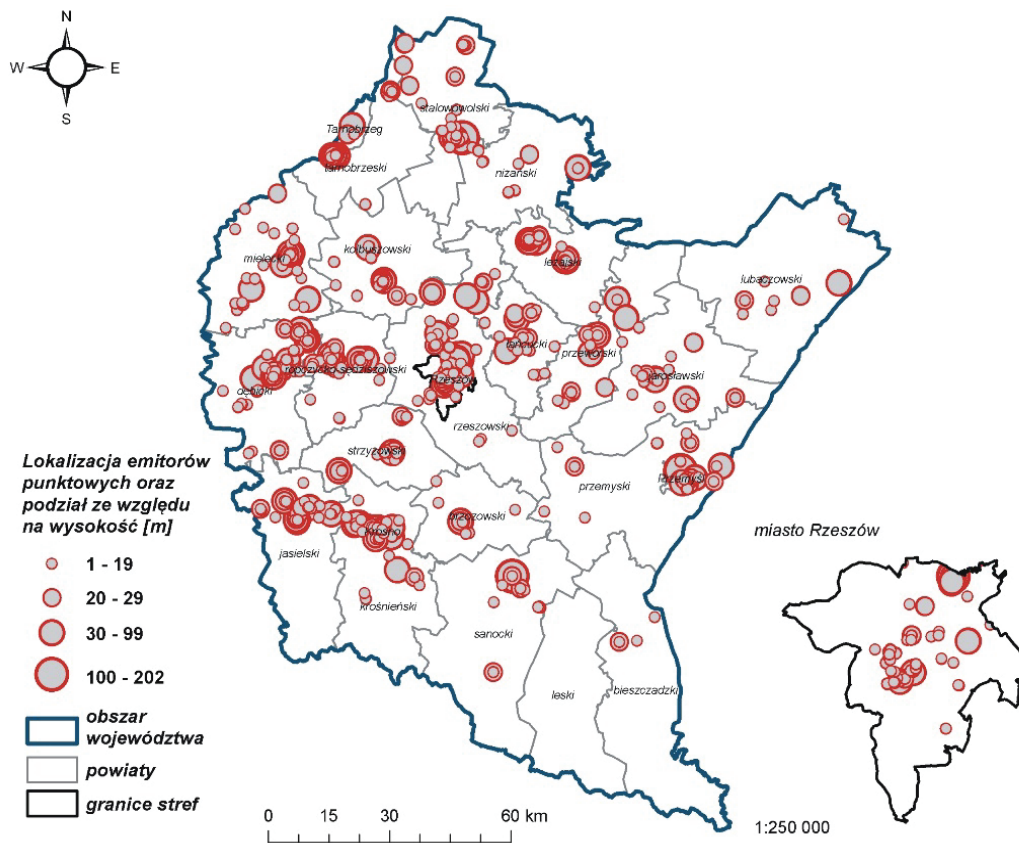 N
W
E
S
stalowowolski
Tarnobrzeg
tarnobrzeski
niżański
kolbuszowski
mielecki
leżajski
lubaczowski
łańcucki
przeworski
ropczycko-sędziszowski
jarosławski
dębicki
Rzeszów
rzeszowski
strzyżowski
Przemyśl
przemyski
brzozowski
Krosno
jasielski
krośnieński
sanocki
leski
bieszczadzki
Lokalizacja emitorów
punktowych oraz
podział ze względu
na wysokość [m]
1 - 19
20 - 29
30 - 99
100 - 202
obszar
województwa
powiaty
granice stref
miasto Rzeszów
0 15 30 60 km
1:250 000